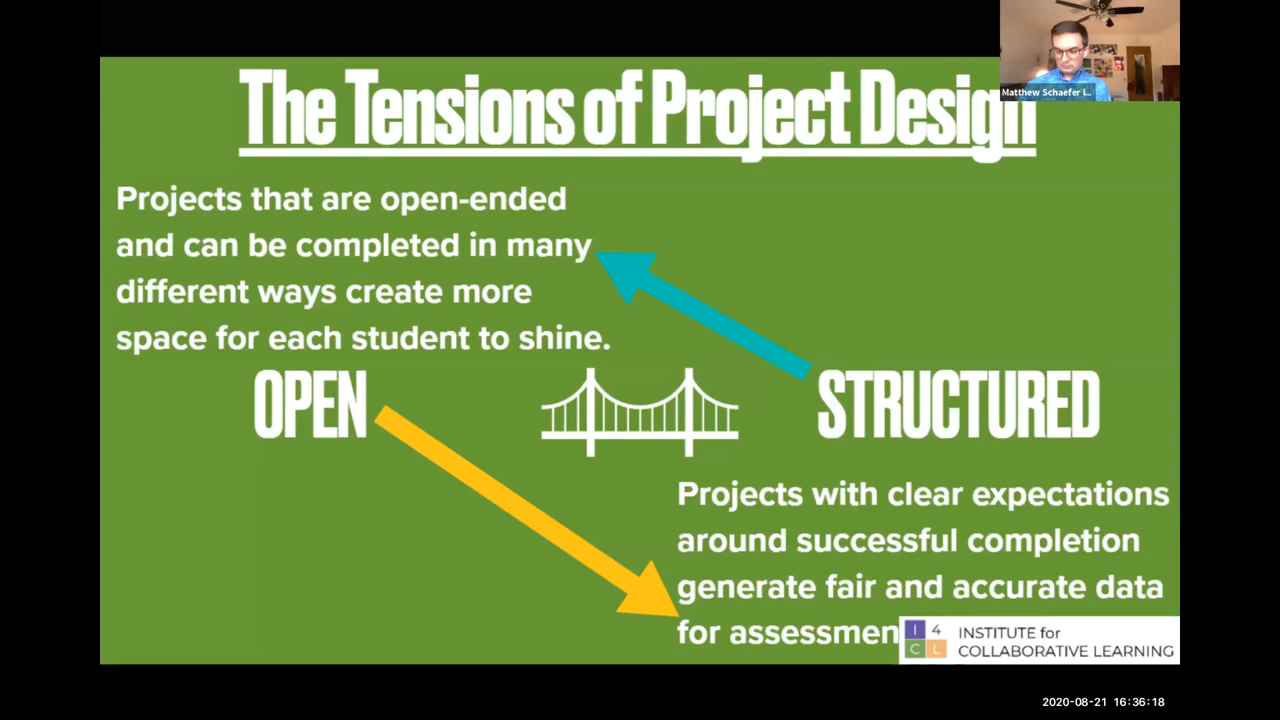 The Tensions of Project Design
Matthew Schaefer L..
Projects that are open-ended
and can be completed in many
different ways create more
space for each student to shine.
OPEN
STRUCTURED
Projects with clear expectations
around successful completion
generate fair and accurate data
for assessmen
I 4
C L
INSTITUTE for
COLLABORATIVE LEARNING
2020-08-21 16:36:18